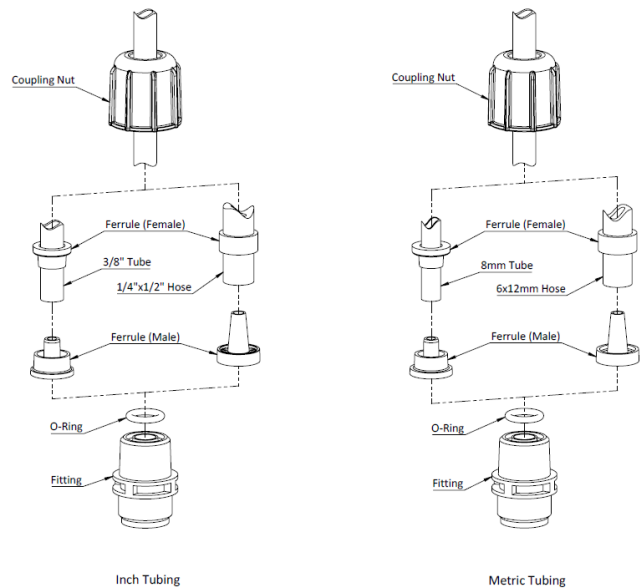 Coupling Nut
Ferrule (Female)
3/8" Tube
1/4"x1/2" Hose
Ferrule (Male)
O-Ring
Fitting
Inch Tubing
Coupling Nut
Ferrule (Female)
8mm Tube
6x12mm Hose
Ferrule (Male)
O-Ring
Fitting
Metric Tubing